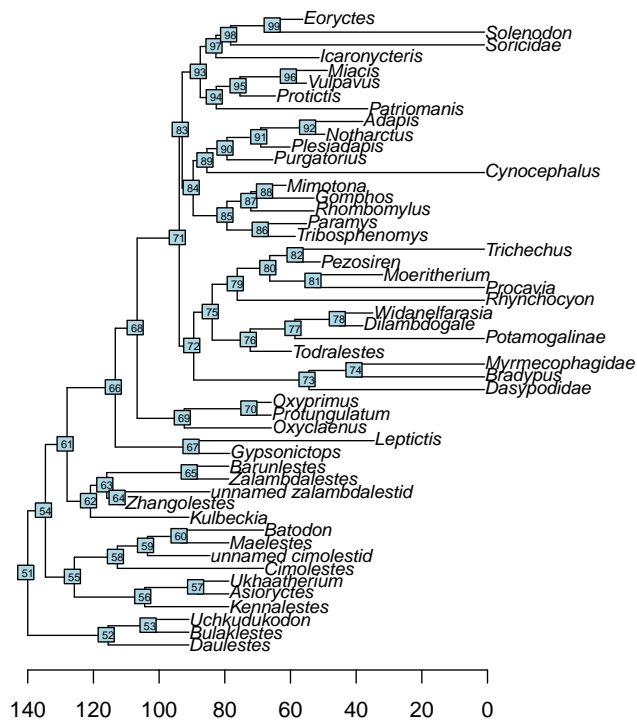 Eoryctes
99
98
Solenodon
97
Soricidae
Icaronycteris
93
Miacis
96
95
Vulpavus
94
Protictis
Patriomanis
83
Adapis
92
91
Notharctus
90
Plesiadapis
89
Purgatorius
Cynocephalus
84
Mimotona
88
87
Gomphos
85
Rhombomylus
86
Paramys
Tribosphenomys
71
82
Trichechus
80
Pezosiren
79
81
Moeritherium
Procavia
Rhynchocyon
75
78
Widanelfarasia
77
Dilambdogale
76
Potamogalinae
72
Todralestes
74
Myrmecophagidae
73
Bradypus
Dasypodidae
68
70
Oxyprimus
69
Protungulatum
Oxyclaenus
66
67
Leptictis
Gypsonictops
61
65
Barunlestes
63
Zalambdalestes
62
64
unnamed zalambdalestid
Zhangolestes
54
Kulbeckia
60
Batodon
59
Maelestes
58
unnamed cimolestid
55
Cimolestes
57
Ukhaatherium
56
Asioryctes
Kennalestes
51
53
Uchkudukodon
52
Bulaklestes
Daulestes
140 120 100 80 60 40 20 0